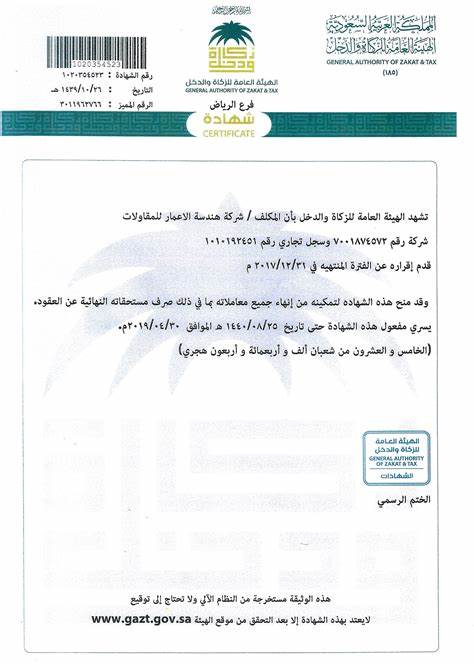 المملكة العربية السعودية
الهيئة العامة للزكاة والدخل
GENERAL AUTHORITY OF ZAKAT & TAX
(١٨٥)
زكاة
ودخل
الهيئة العامة للزكاة والدخل
GENERAL AUTHORITY OF ZAKAT & TAX
فرع الرياض
شهادة
CERTIFICATE
1020354523
رقم الشهادة : ١٠٢٠٣٥٤٥٢٣
التاريخ : ١٤٣٩/١٠/٢٦ هـ
الرقم المميز : ٣٠١١٩٦٣٧٦٦
تشهد الهيئة العامة للزكاة والدخل بأن المكلف / شركة هندسة الاعمار للمقاولات
شركة رقم ٧٠٠١٨٧٤٥٧٢ وسجل تجاري رقم ١٠١٠١٩٢٤٥١
قدم إقراره عن الفترة المنتهيه في ٢٠١٧/١٢/٣١ م
وقد منح هذه الشهاده لتمكينه من إنهاء جميع معاملاته بما في ذلك صرف مستحقاته النهائية عن العقود.
يسري مفعول هذه الشهادة حتى تاريخ ١٤٤٠/٠٨/٢٥ هـ الموافق ٢٠١٩/٠٤/٣٠م.
(الخامس و العشرون من شعبان ألف و أربعمائة و أربعون هجري)
الهيئة العامة
للزكاة والدخل
GENERAL AUTHORITY
OF ZAKAT & TAX
الشهادات
الختم الرسمي
هذه الوثيقة مستخرجة من النظام الآلي ولا تحتاج إلى توقيع
لايعتد بهذه الشهادة إلا بعد التحقق من موقع الهيئة www.gazt.gov.sa